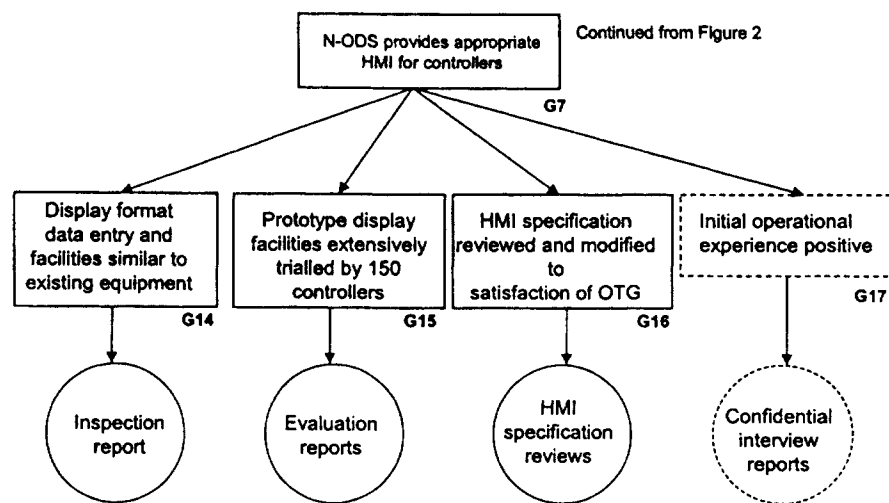 N-ODS provides appropriate
HMI for controllers
Continued from Figure 2
G7
Display format
data entry and
facilities similar to
existing equipment
G14
Prototype display
facilities extensively
trialled by 150
controllers
G15
HMI specification
reviewed and modified
to
satisfaction of OTG
G16
Initial operational
experience positive
G17
Inspection
report
Evaluation
reports
HMI
specification
reviews
Confidential
interview
reports